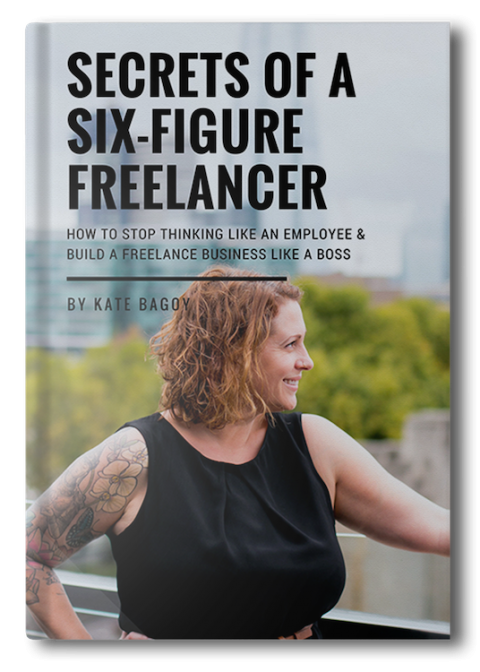 SECRETS OF A
SIX-FIGURE
FREELANCER
HOW TO STOP THINKING LIKE AN EMPLOYEE &
BUILD A FREELANCE BUSINESS LIKE A BOSS
BY KATE BAGOY